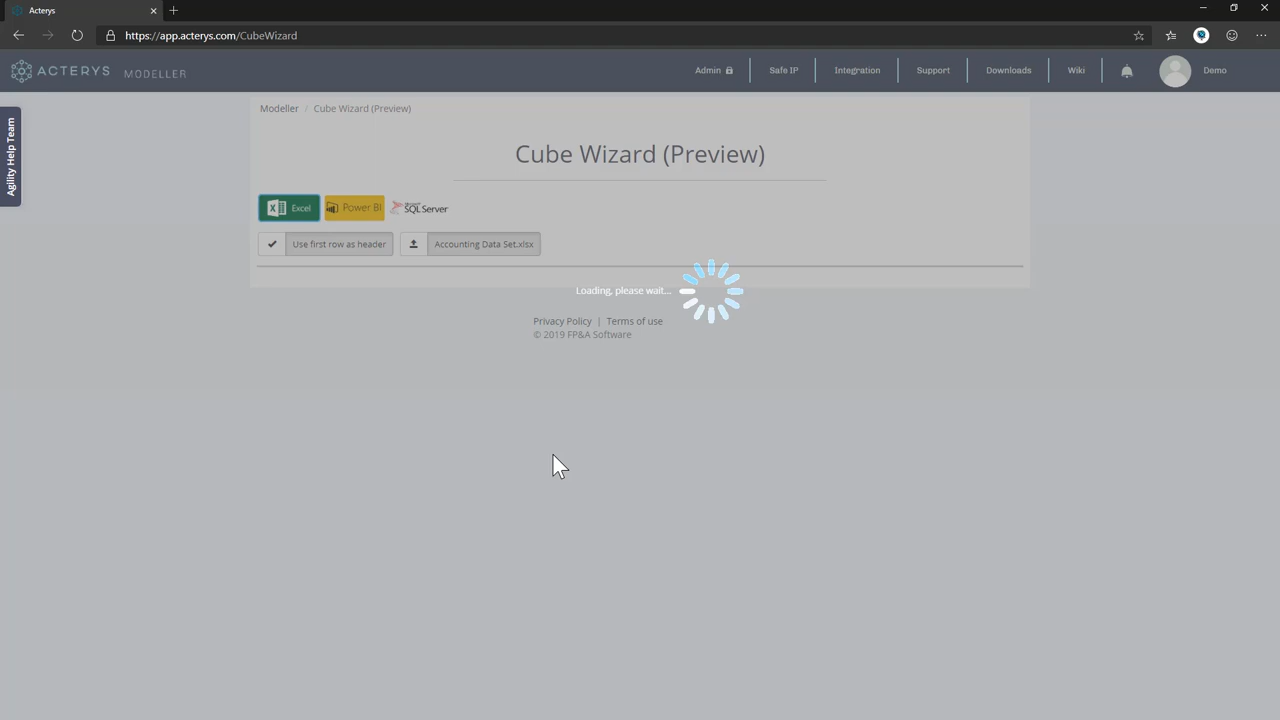 Acterys
https://app.acterys.com/CubeWizard
ACTERYS MODELLER
Admin
Safe IP
Integration
Support
Downloads
Wiki
Demo
Agility Help Team
Modeller / Cube Wizard (Preview)
Cube Wizard (Preview)
Excel
Power BI
SQL Server
Use first row as header
Accounting Data Set.xlsx
Loading, please wait...
Privacy Policy | Terms of use
© 2019 FP&A Software